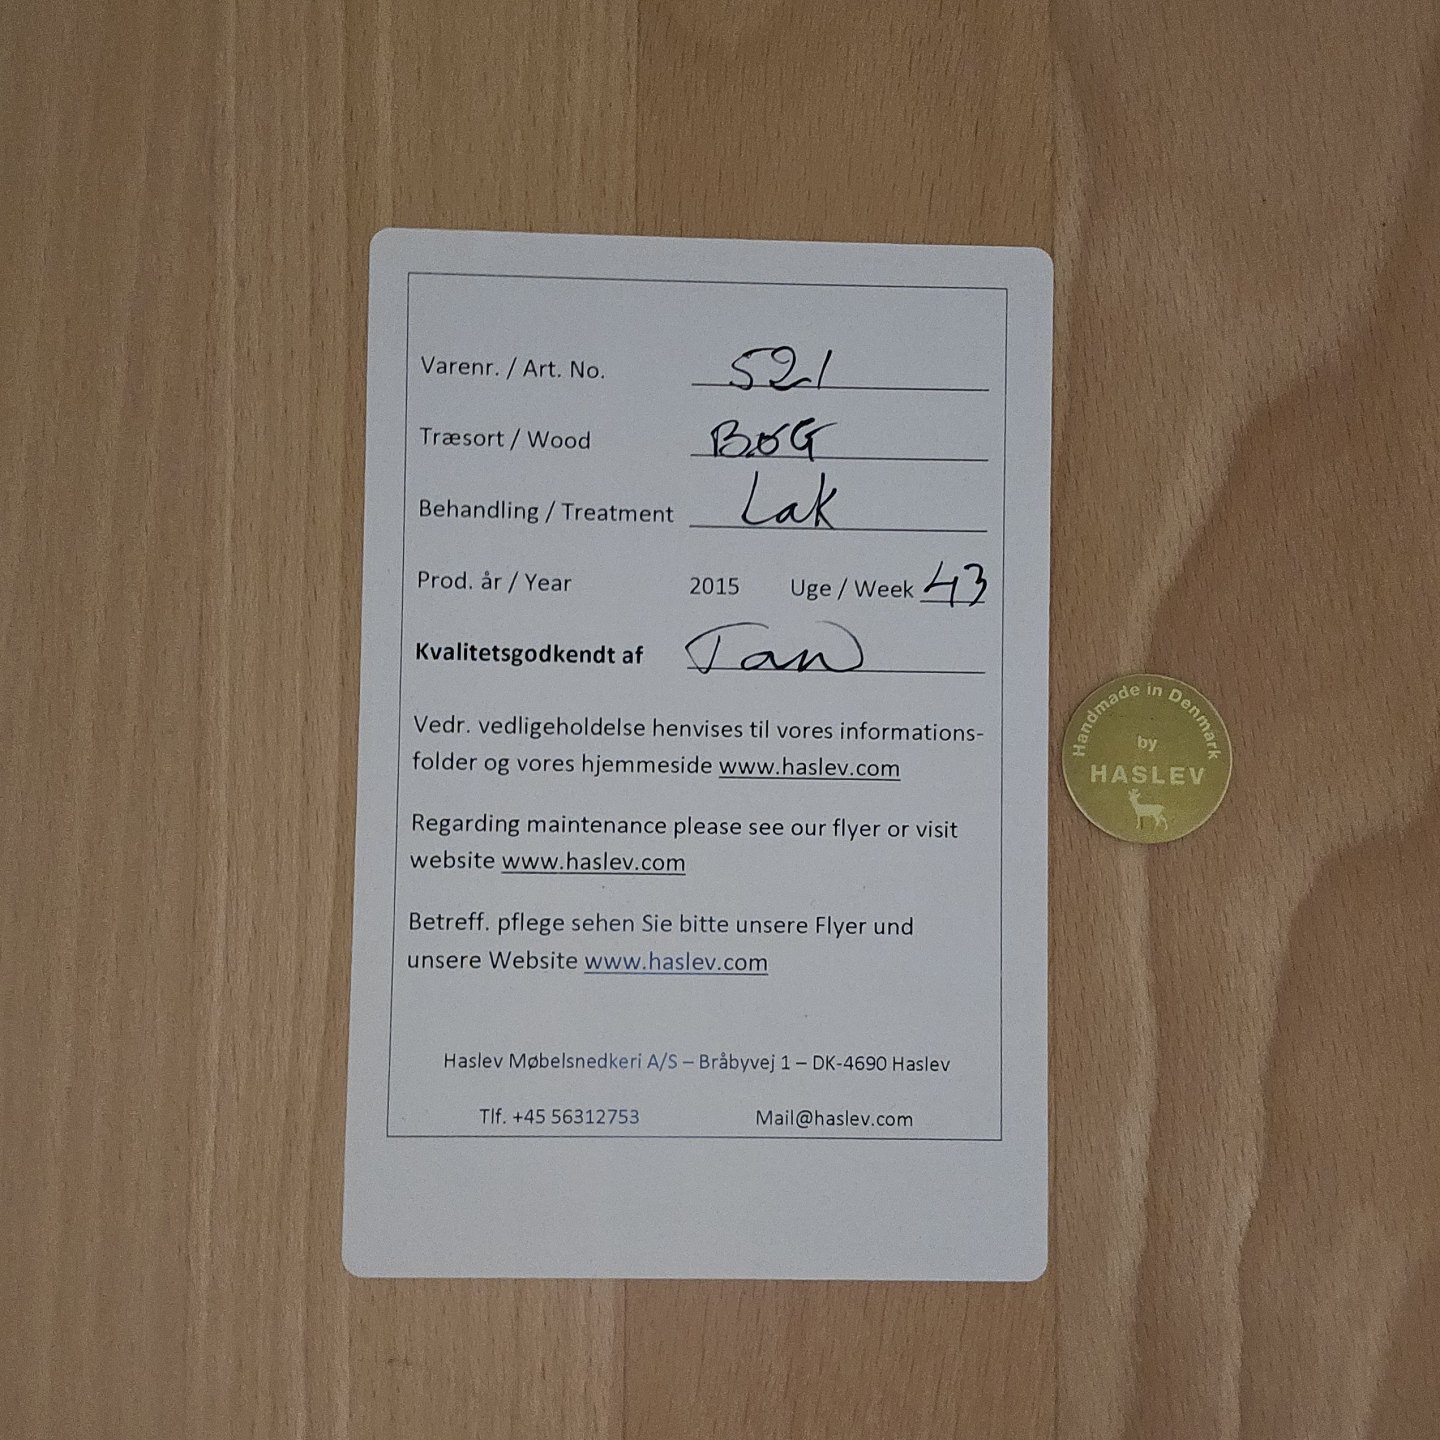 Varenr. / Art. No. 521
Træsort / Wood BøG
Behandling / Treatment Lak
Prod. år / Year 2015 Uge / Week 43
Kvalitetsgodkendt af Jan
Vedr. vedligeholdelse henvises til vores informations-
folder og vores hjemmeside www.haslev.com
Regarding maintenance please see our flyer or visit
website www.haslev.com
Betreff. pflege sehen Sie bitte unsere Flyer und
unsere Website www.haslev.com
Haslev Møbelsnedkeri A/S – Bråbyvej 1 – DK-4690 Haslev
Tlf. +45 56312753 Mail@haslev.com
Handmade in Denmark
by
HASLEV